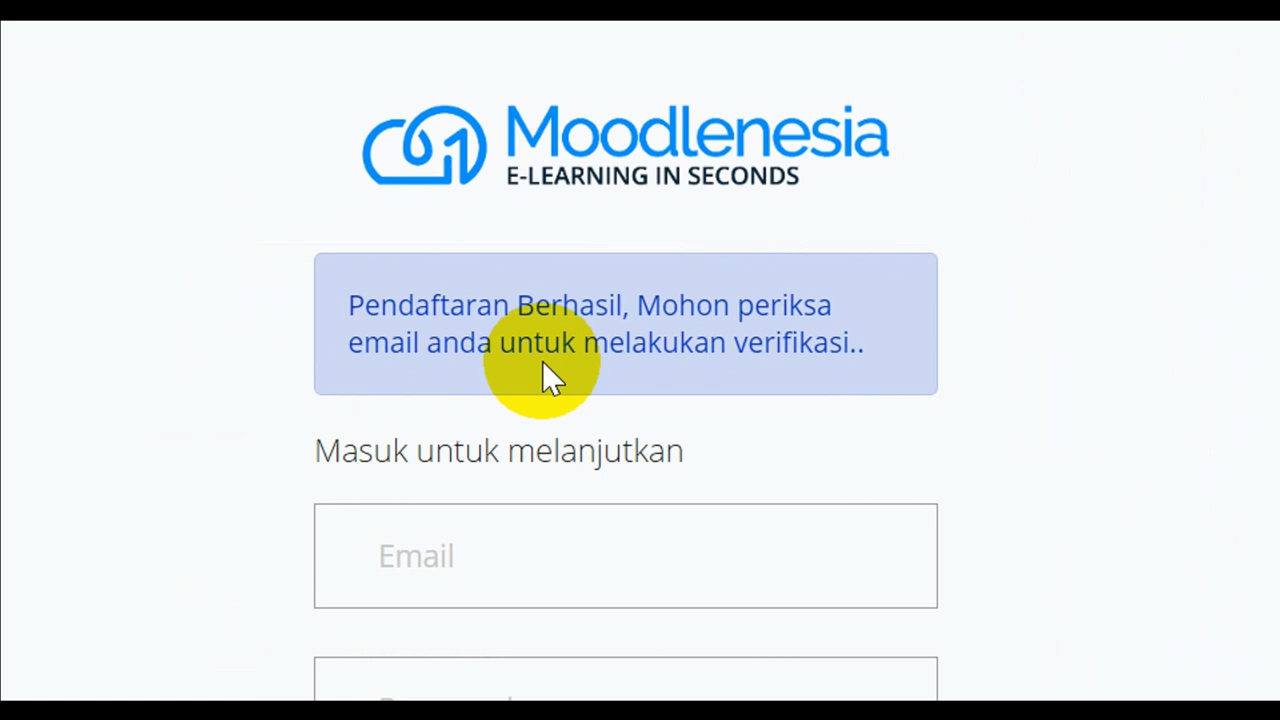 Moodlenesia
E-LEARNING IN SECONDS
Pendaftaran Berhasil, Mohon periksa
email anda untuk melakukan verifikasi..
Masuk untuk melanjutkan
Email